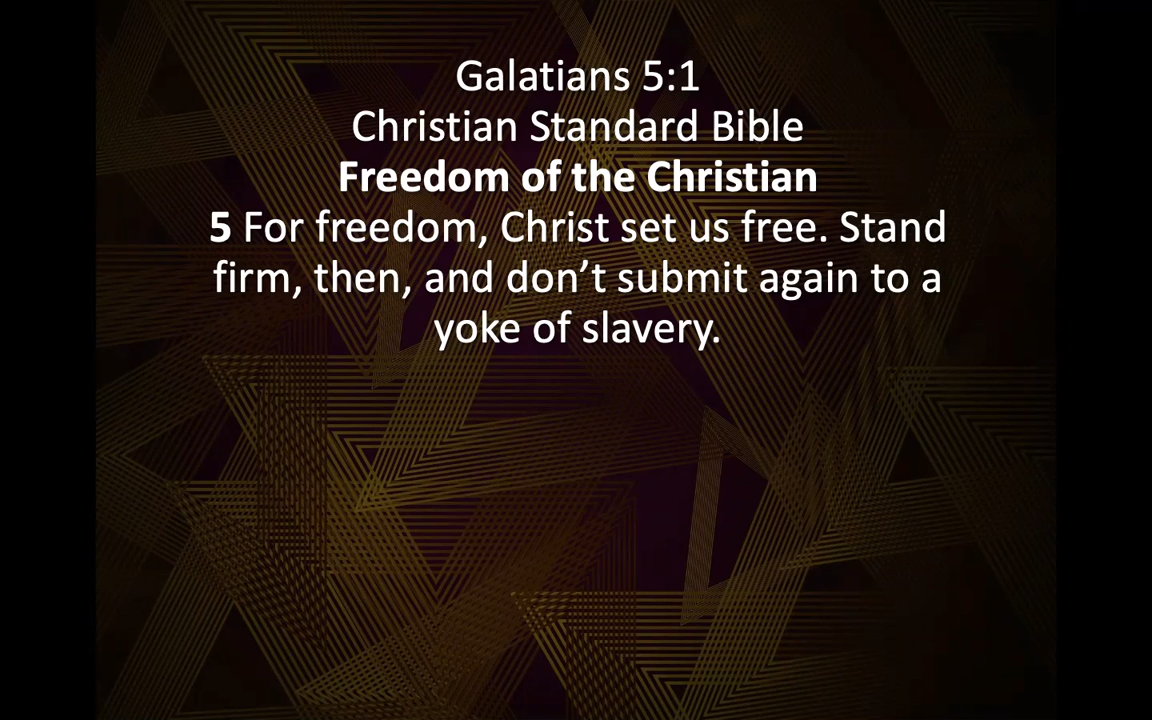 Galatians 5:1
Christian Standard Bible
Freedom of the Christian
5 For freedom, Christ set us free. Stand
firm, then, and don’t submit again to a
yoke of slavery.